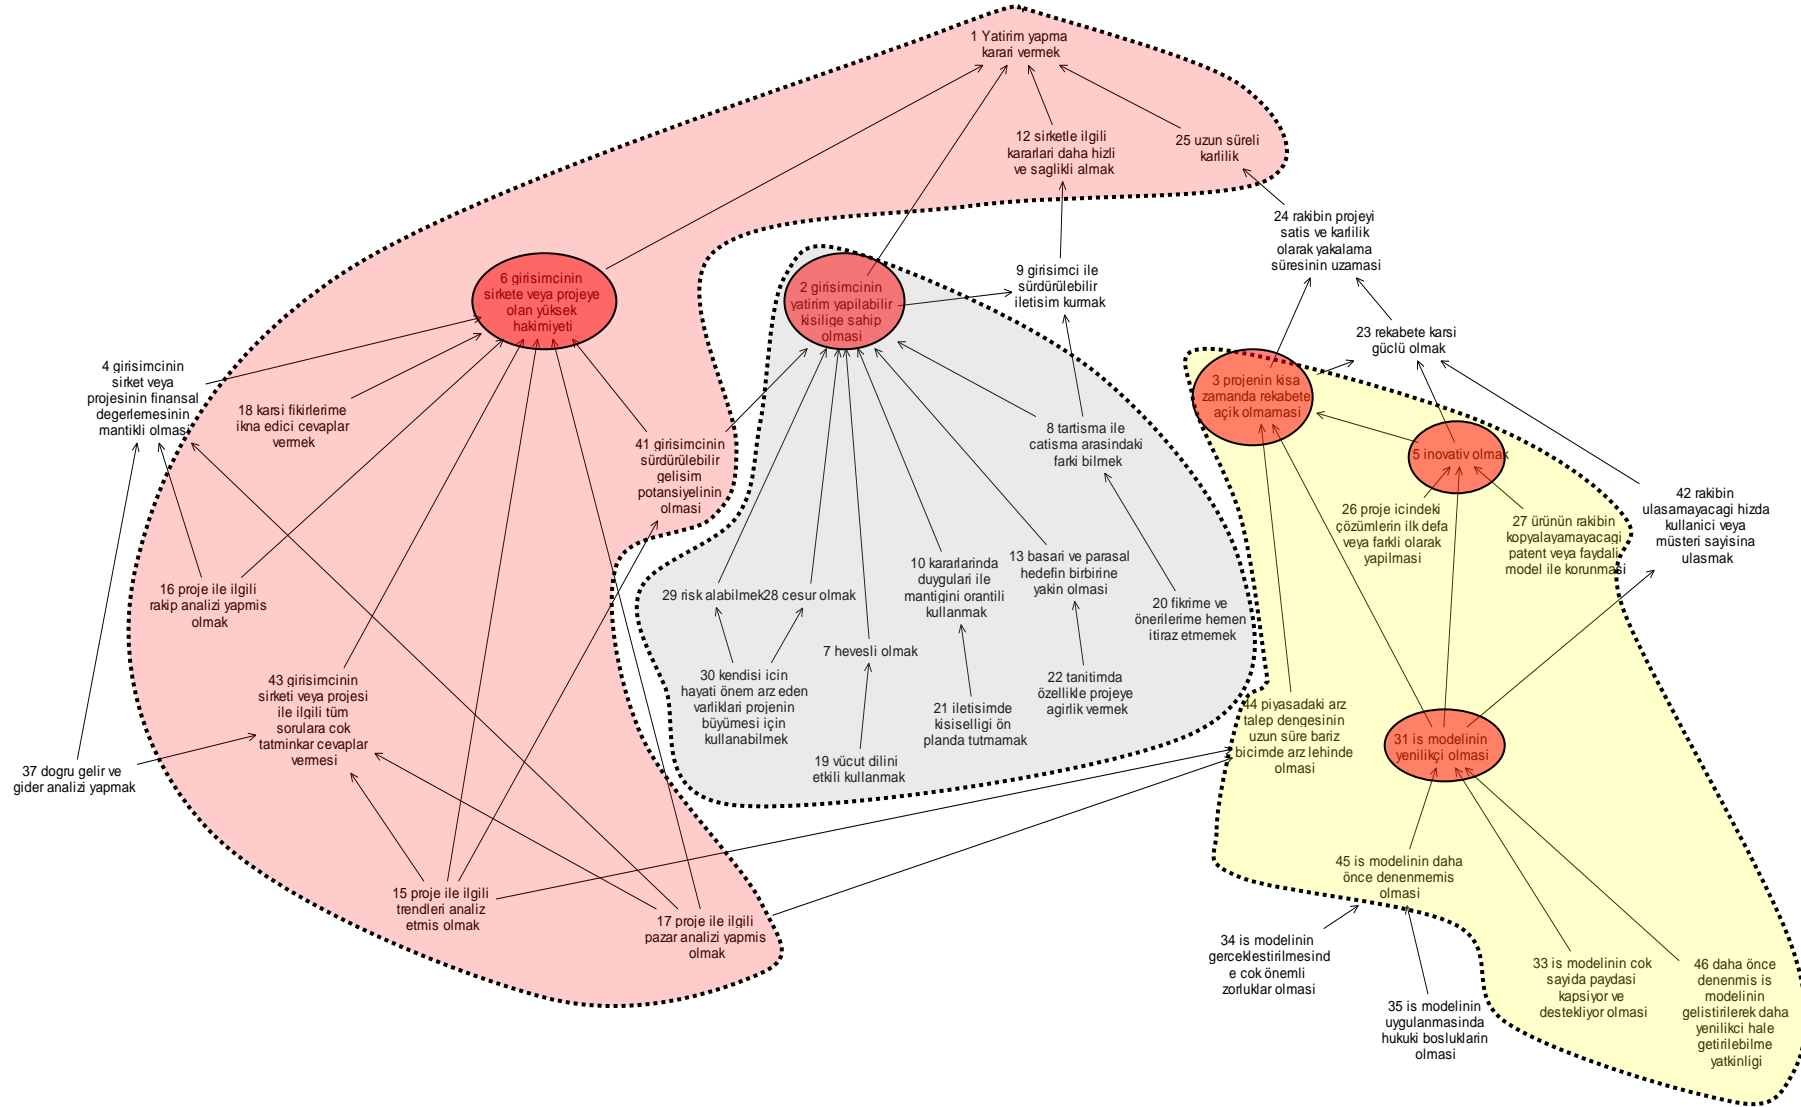 1 Yatirim yapma
karari vermek
12 sirketle ilgili
kararlari daha hizli
ve saglikli almak
25 uzun süreli
karlilik
24 rakibin projeyi
satis ve karlilik
olarak yakalama
süresinin uzamasi
6 girisimcinin
sirkete veya projeye
olan yüksek
hakimiyeti
2 girisimcinin
yatirim yapilabilir
kisilige sahip
olmasi
9 girisimci ile
sürdürülebilir
iletisim kurmak
23 rekabete karsi
güclü olmak
4 girisimcinin
sirket veya
projesinin finansal
degerlemesinin
mantikli olmasi
18 karsi fikirlerime
ikna edici cevaplar
vermek
41 girisimcinin
sürdürülebilir
gelisim
potansiyelinin
olmasi
8 tartisma ile
catisma arasindaki
farki bilmek
3 projenin kisa
zamanda rekabete
açik olmamasi
5 inovativ olmak
26 proje icindeki
çözümlerin ilk defa
veya farkli olarak
yapilmasi
27 ürünün rakibin
kopyalayamayacagi
patent veya faydali
model ile korunmasi
42 rakibin
ulasamayacagi hizda
kullanici veya
müsteri sayisina
ulasmak
16 proje ile ilgili
rakip analizi yapmis
olmak
29 risk alabilmek
28 cesur olmak
10 kararlarinda
duygulari ile
mantigini orantili
kullanmak
13 basari ve parasal
hedefin birbirine
yakin olmasi
20 fikrime ve
önerilerime hemen
itiraz etmemek
7 hevesli olmak
43 girisimcinin
sirketi veya projesi
ile ilgili tüm
sorulara cok
tatminkar cevaplar
vermesi
30 kendisi icin
hayati önem arz eden
varliklari projenin
büyümesi için
kullanabilmek
21 iletisimde
kisiselligi ön
planda tutmamak
22 tanitimda
özellikle projeye
agirlik vermek
44 piyasadaki arz
talep dengesinin
uzun süre bariz
bicimde arz lehinde
olmasi
31 is modelinin
yenilikçi olmasi
37 dogru gelir ve
gider analizi yapmak
19 vücut dilini
etkili kullanmak
45 is modelinin daha
önce denenmemis
olmasi
15 proje ile ilgili
trendleri analiz
etmis olmak
17 proje ile ilgili
pazar analizi yapmis
olmak
34 is modelinin
gerceklestirilmesind
e cok önemli
zorluklar olmasi
35 is modelinin
uygulanmasinda
hukuki bosluklarin
olmasi
33 is modelinin cok
sayida paydasi
kapsiyor ve
destekliyor olmasi
46 daha önce
denenmis is
modelinin
gelistirilerek daha
yenilikci hale
getirilebilme
yatkinligi